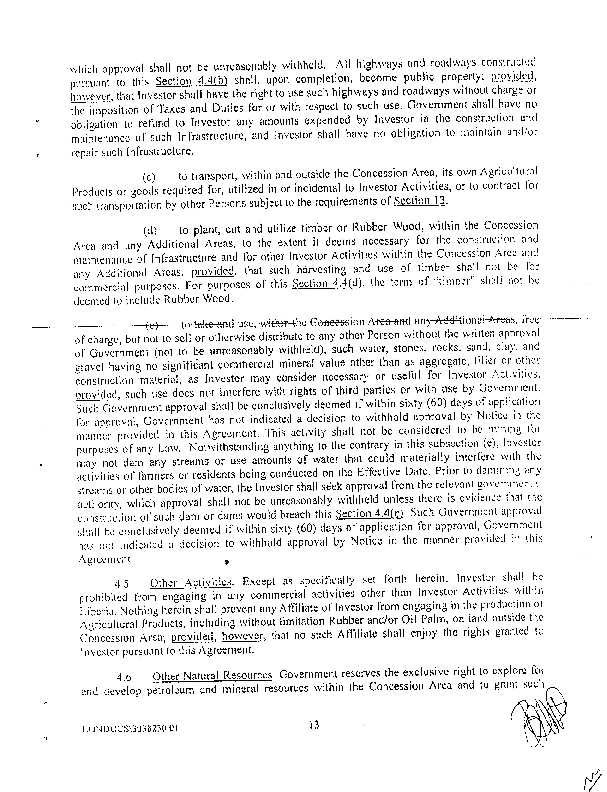 which approval shall not be unreasonably withheld. All highways and roadways constructed
pursuant to this Section 4.4(b) shall, upon completion, become public property; provided,
however, that Investor shall have the right to use such highways and roadways without charge or
the imposition of Taxes and Duties for or with respect to such use. Government shall have no
obligation to refund to Investor any amounts expended by Investor in the construction and
maintenance of such Infrastructure, and Investor shall have no obligation to maintain and/or
repair such Infrastructure.
(c) to transport, within and outside the Concession Area, its own Agricultural
Products or goods required for, utilized in or incidental to Investor Activities, or to contract for
such transportation by other Persons subject to the requirements of Section 12.
(d) to plant, cut and utilize timber or Rubber Wood, within the Concession
Area and any Additional Areas, to the extent it deems necessary for the construction and
maintenance of Infrastructure and for other Investor Activities within the Concession Area and
any Additional Areas, provided, that such harvesting and use of timber shall not be for
commercial purposes. For purposes of this Section 4.4(d), the term of "timber" shall not be
deemed to include Rubber Wood.
(e) to take and use, within the Concession Area and any Additional Areas, free
of charge, but not to sell or otherwise distribute to any other Person without the written approval
of Government (not to be unreasonably withheld), such water, stones, rocks, sand, clay, and
gravel having no significant commercial mineral value other than as aggregate, filler or other
construction material, as Investor may consider necessary or useful for Investor Activities,
provided, such use does not interfere with rights of third parties or with use by Government.
Such Government approval shall be conclusively deemed if within sixty (60) days of application
for approval, Government has not indicated a decision to withhold approval by Notice in the
manner provided in this Agreement. This activity shall not be considered to be mining for
purposes of any Law. Notwithstanding anything to the contrary in this subsection (e), Investor
may not dam any streams or use amounts of water that could materially interfere with the
activities of farmers or residents being conducted on the Effective Date. Prior to damming any
streams or other bodies of water, the Investor shall seek approval from the relevant governmental
authority, which approval shall not be unreasonably withheld unless there is evidence that the
construction of such dam or dams would breach this Section 4.4(e). Such Government approval
shall be conclusively deemed if within sixty (60) days of application for approval, Government
has not indicated a decision to withhold approval by Notice in the manner provided in this
Agreement.
4.5 Other Activities. Except as specifically set forth herein, Investor shall be
prohibited from engaging in any commercial activities other than Investor Activities within
Liberia. Nothing herein shall prevent any Affiliate of Investor from engaging in the production of
Agricultural Products, including without limitation Rubber and/or Oil Palm, on land outside the
Concession Area, provided, however, that no such Affiliate shall enjoy the rights granted to
Investor pursuant to this Agreement.
4.6 Other Natural Resources. Government reserves the exclusive right to explore for
and develop petroleum and mineral resources within the Concession Area and to grant such
13